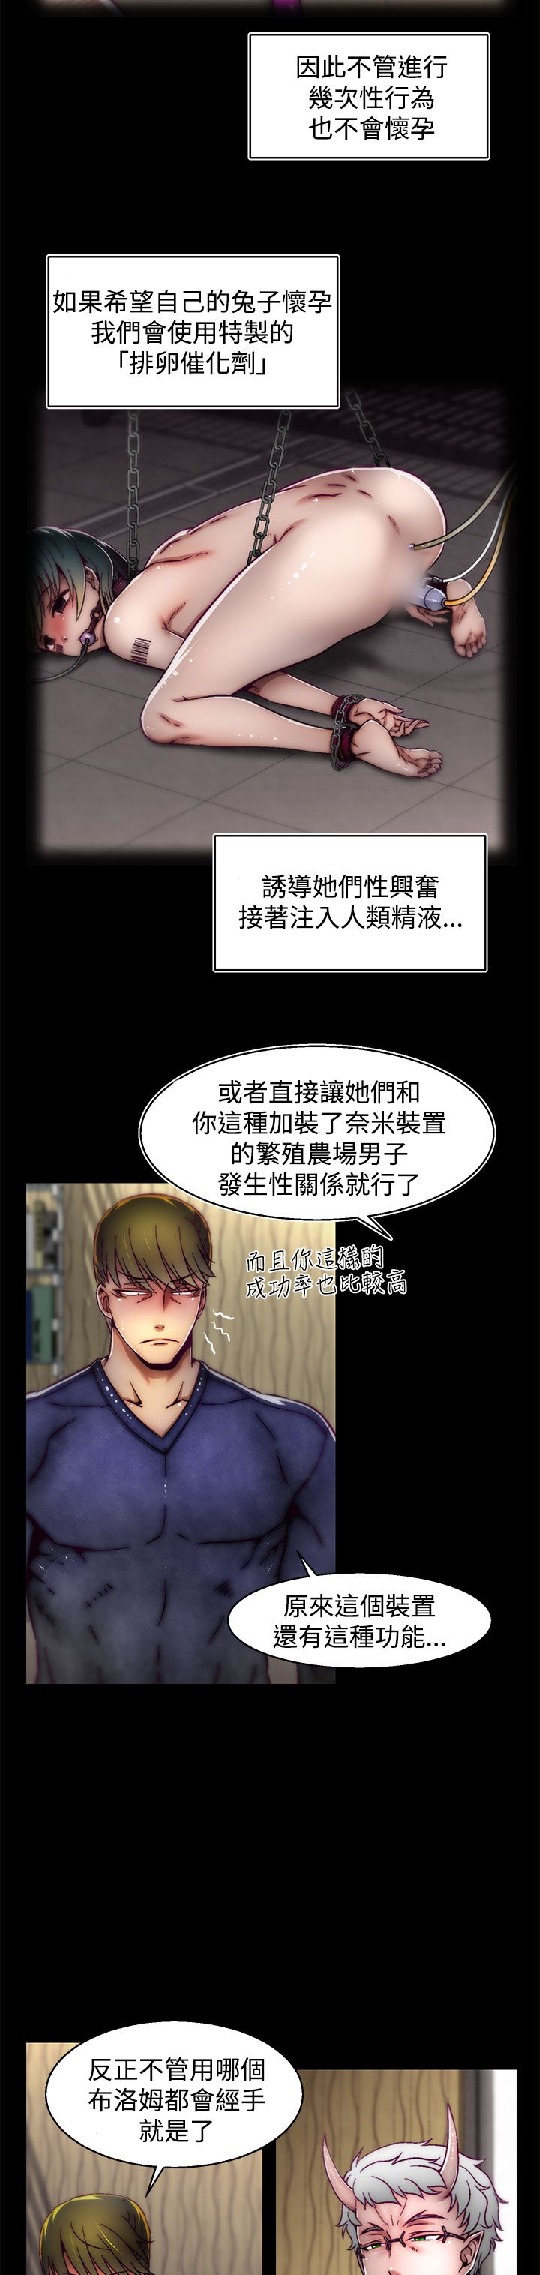 因此不管進行
幾次性行為
也不會懷孕
如果希望自己的兔子懷孕
我們會使用特製的
「排卵催化劑」
誘導她們性興奮
接著注入人類精液…
或者直接讓她們和
你這種加裝了奈米裝置
的繁殖農場男子
發生性關係就行了
而且你這樣的
成功率也比較高
原來這個裝置
還有這種功能…
反正不管用哪個
布洛姆都會經手
就是了